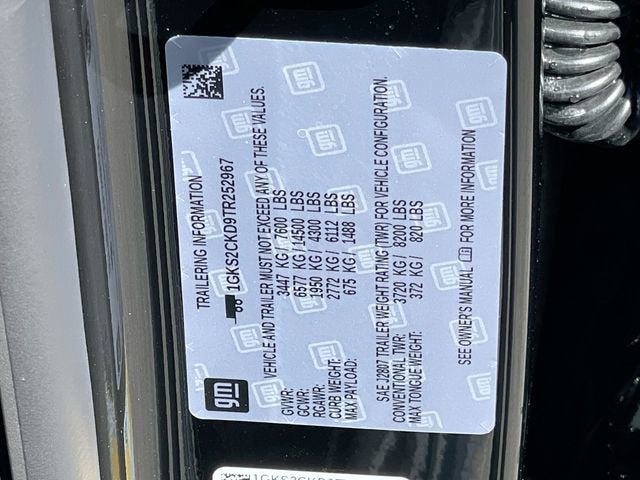 TRAILERING INFORMATION
1GKS2CKD9TR252967
gm
VEHICLE AND TRAILER MUST NOT EXCEED ANY OF THESE VALUES.
GVWR: 3447 KG / 7600 LBS
GCWR: 6577 KG / 14500 LBS
RGAWR: 1950 KG / 4300 LBS
CURB WEIGHT: 2772 KG / 6112 LBS
MAX PAYLOAD: 675 KG / 1488 LBS
SAE J2807 TRAILER WEIGHT RATING (TWR) FOR VEHICLE CONFIGURATION.
CONVENTIONAL TWR: 3720 KG / 8200 LBS
MAX TONGUE WEIGHT: 372 KG / 820 LBS
SEE OWNER'S MANUAL FOR MORE INFORMATION